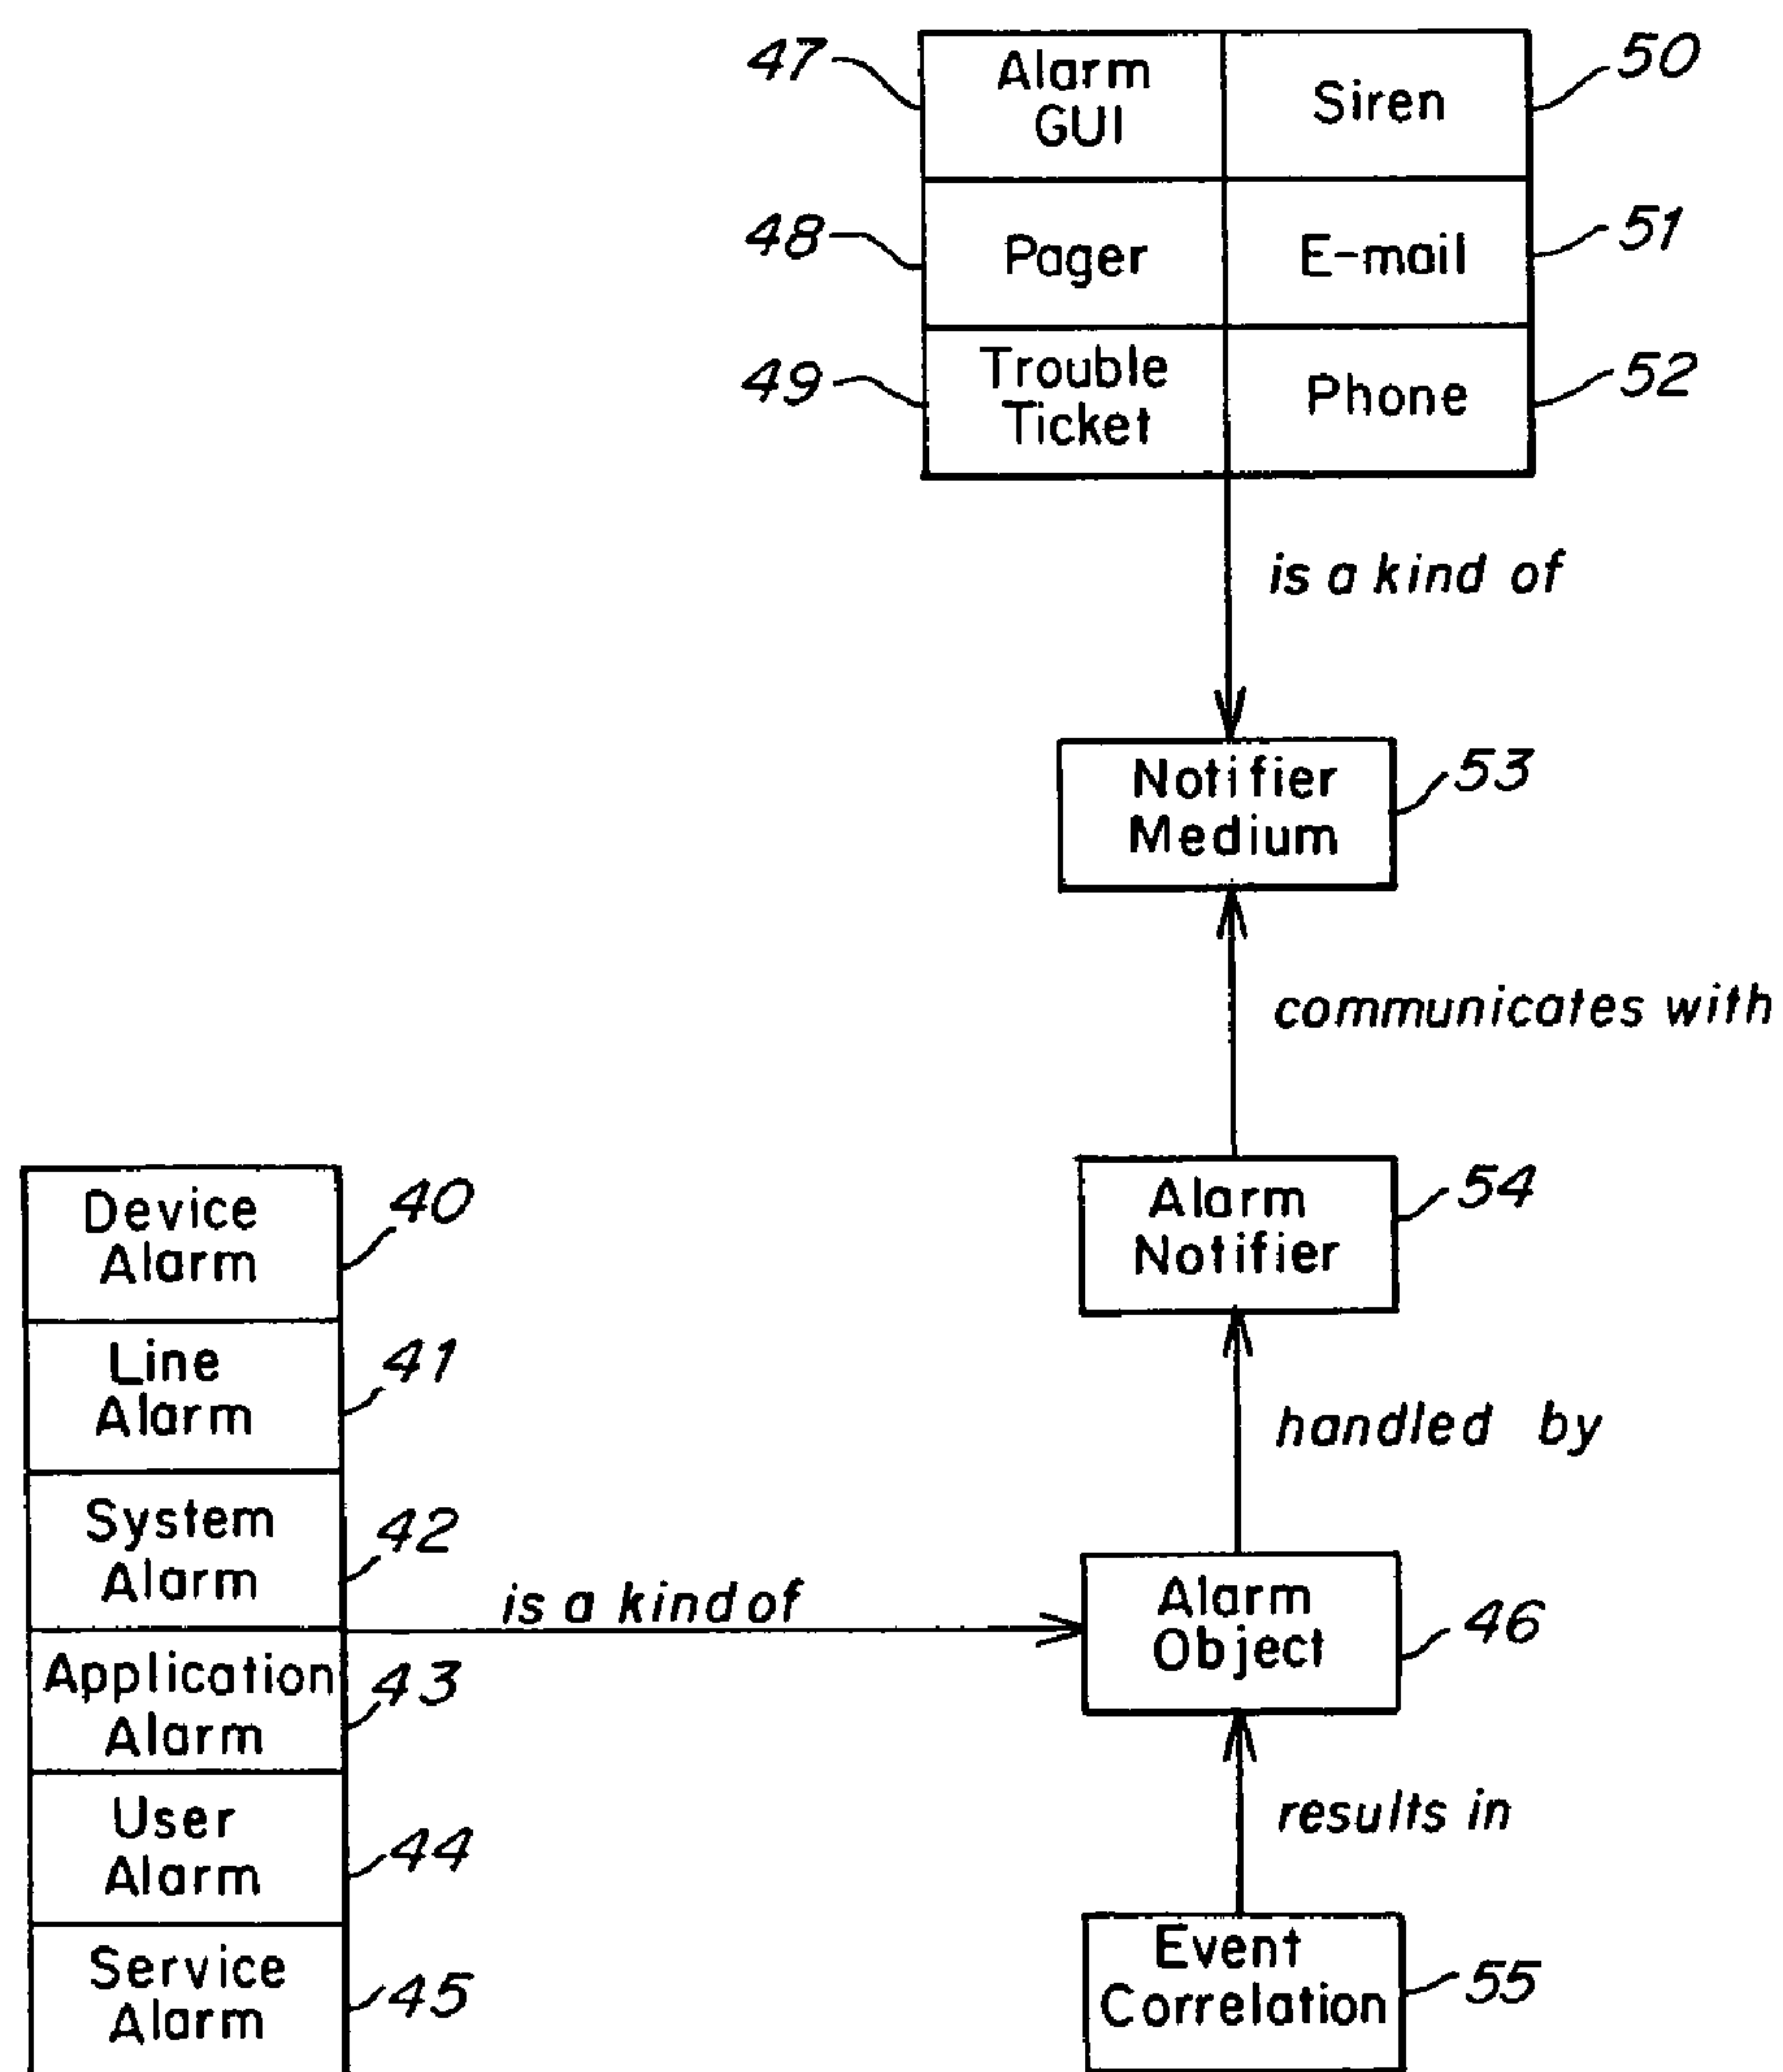 47
Alarm
GUI
Siren
50
48
Pager
E-mail
51
49
Trouble
Ticket
Phone
52
is a kind of
Notifier
Medium
53
communicates with
Alarm
Notifier
54
Device
Alarm
40
Line
Alarm
41
handled by
System
Alarm
42
is a kind of
Alarm
Object
46
Application
Alarm
43
User
Alarm
44
results in
Service
Alarm
45
Event
Correlation
55